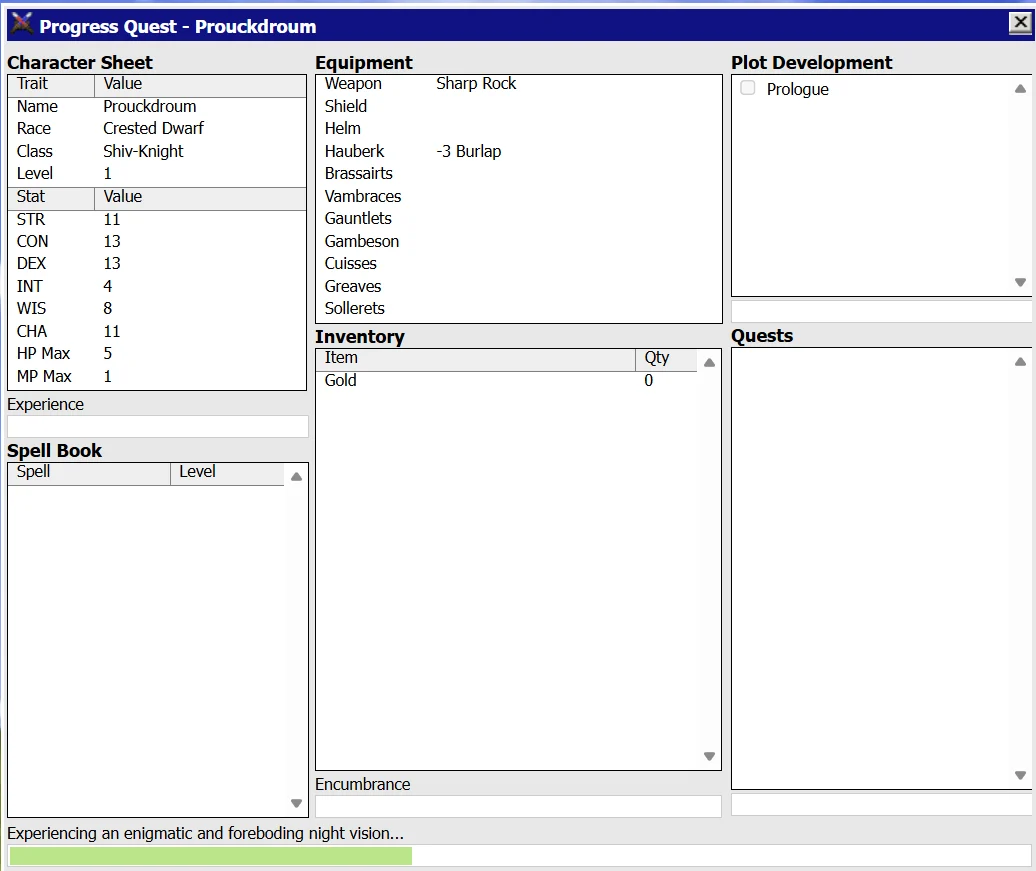 Progress Quest - Prouckdroum
Character Sheet
Trait Value
Name Prouckdroum
Race Crested Dwarf
Class Shiv-Knight
Level 1
Stat Value
STR 11
CON 13
DEX 13
INT 4
WIS 8
CHA 11
HP Max 5
MP Max 1
Experience
Spell Book
Spell Level
Equipment
Weapon Sharp Rock
Shield
Helm
Hauberk -3 Burlap
Brassairts
Vambraces
Gauntlets
Gambeson
Cuisses
Greaves
Sollerets
Inventory
Item Qty
Gold 0
Encumbrance
Plot Development
Prologue
Quests
Experiencing an enigmatic and foreboding night vision...